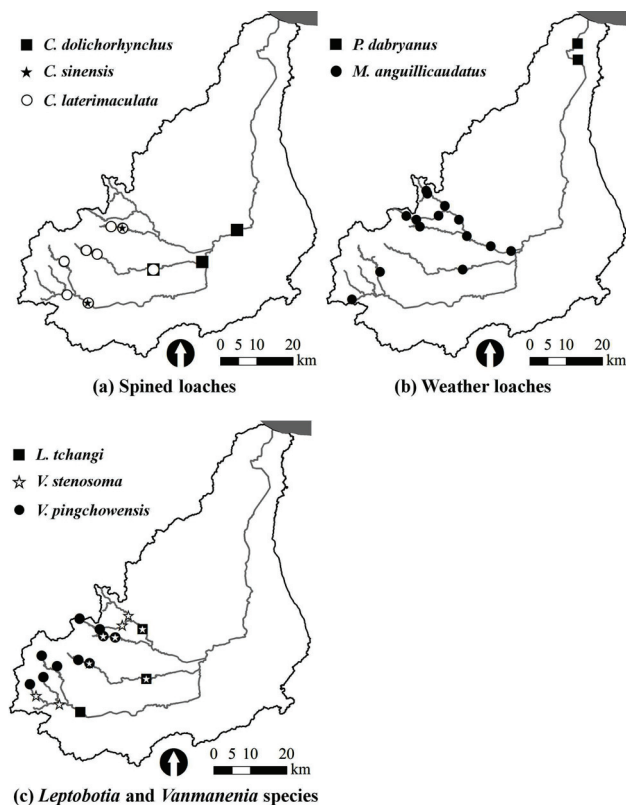 C. dolichorhynchus
C. sinensis
C. laterimaculata
0 5 10 20
km
(a) Spined loaches
P. dabryanus
M. anguillicaudatus
0 5 10 20
km
(b) Weather loaches
L. tchangi
V. stenosoma
V. pingchowensis
0 5 10 20
km
(c) Leptobotia and Vanmanenia species